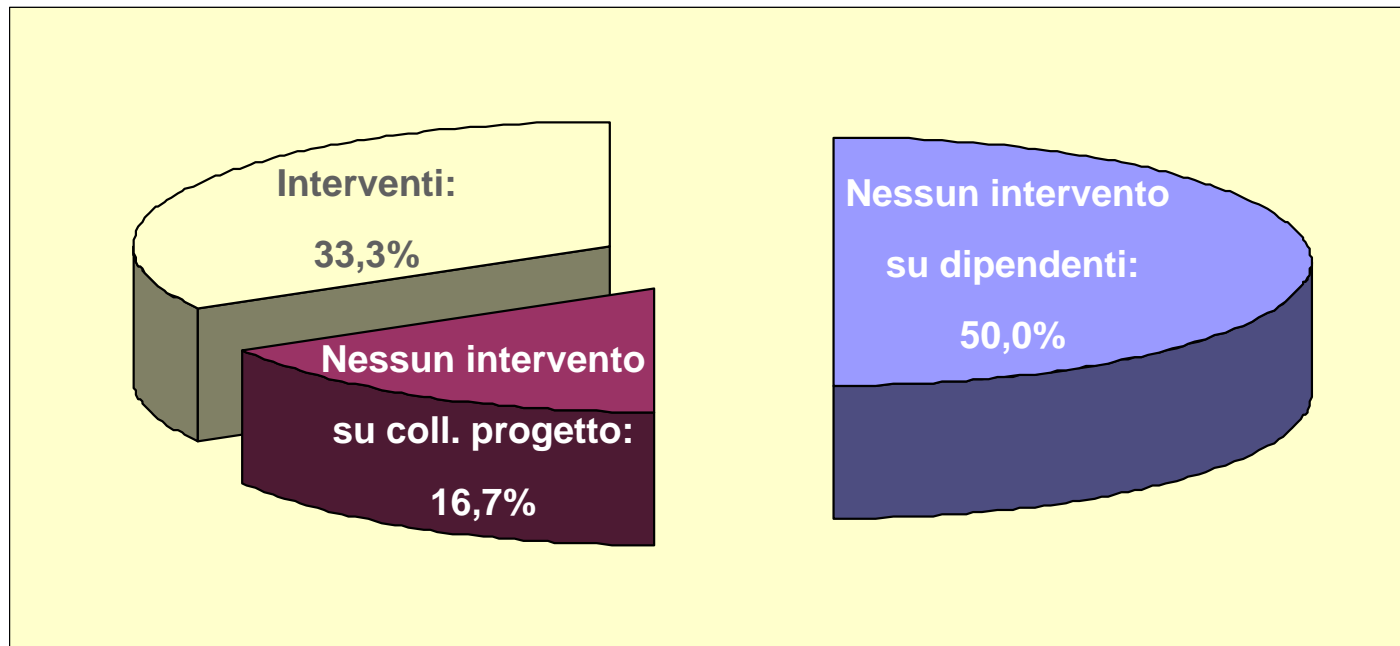 Interventi:
33,3%
Nessun intervento
su dipendenti:
50,0%
Nessun intervento
su coll. progetto:
16,7%